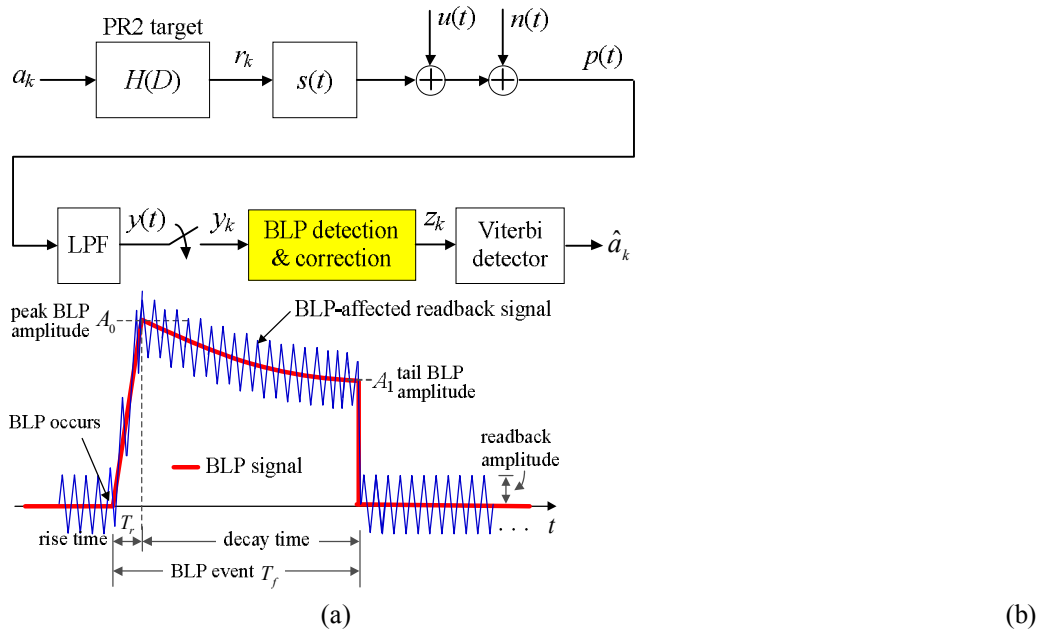 PR2 target
u(t)
n(t)
a_k
H(D)
r_k
s(t)
p(t)
LPF
y(t)
y_k
BLP detection
& correction
z_k
Viterbi
detector
â_k
peak BLP
amplitude
A_0
BLP-affected readback signal
A_1 tail BLP
amplitude
BLP occurs
BLP signal
readback
amplitude
. . .
t
T_r
rise time
decay time
BLP event T_f
(a)
(b)